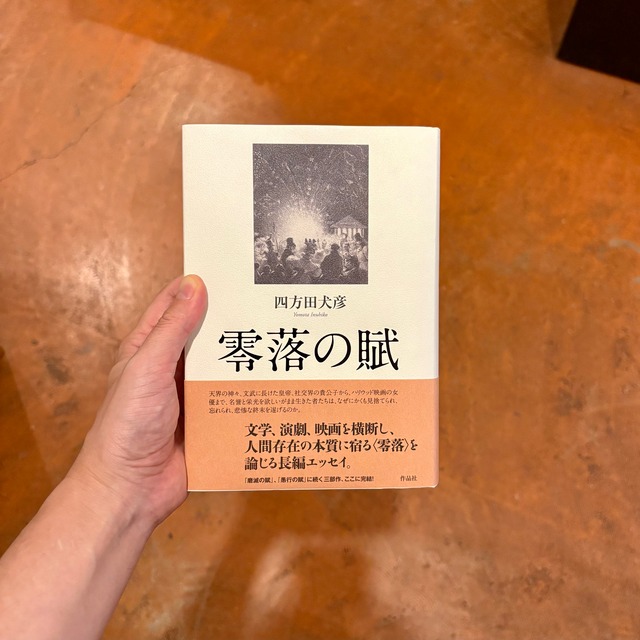 四方田犬彦
Yomota Inuhiko
零落の賦
天界の神々、文武に長けた皇帝、社交界の貴公子から、ハリウッド映画の女
優まで、名誉と栄光を欲しいがまま生きた者たちは、なぜにかくも見捨てられ、
忘れられ、悲惨な終末を遂げるのか。
文学、演劇、映画を横断し、
人間存在の本質に宿る〈零落〉を
論じる長編エッセイ。
「摩滅の賦」、「愚行の賦」に続く三部作、ここに完結!
作品社